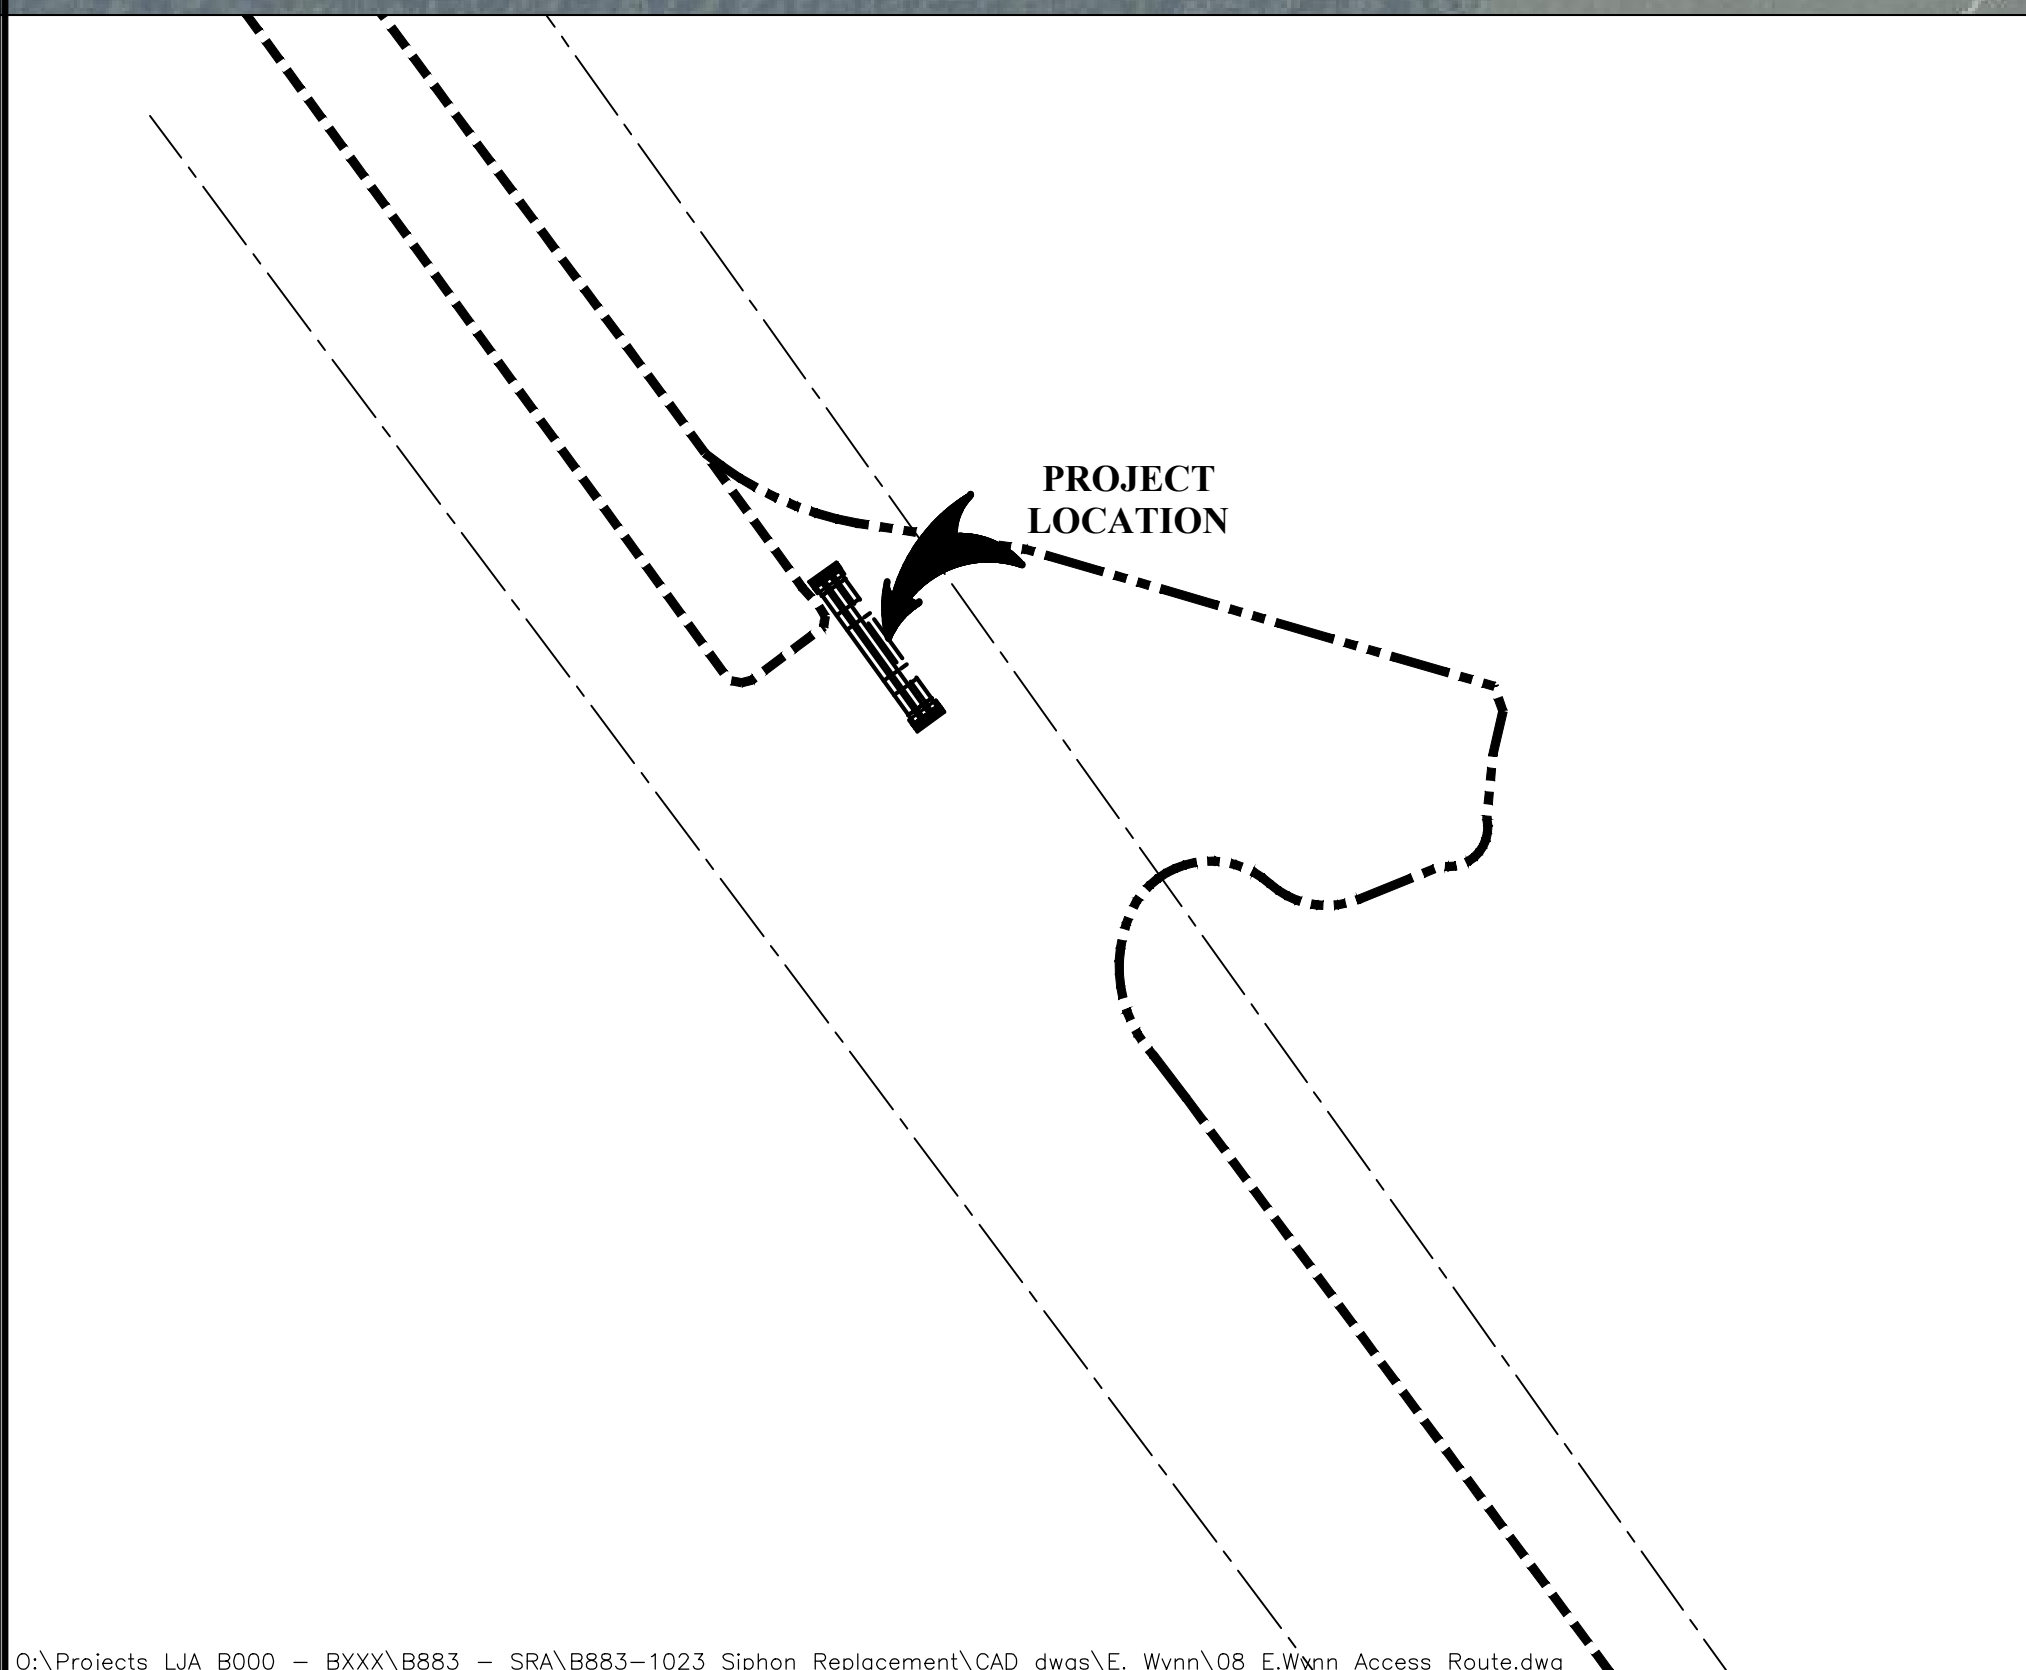 PROJECT
LOCATION
O:\Projects LJA B000 - BXXX\B883 - SRA\B883-1023 Siphon Replacement\CAD dwgs\E. Wynn\08 E.Wynn Access Route.dwg